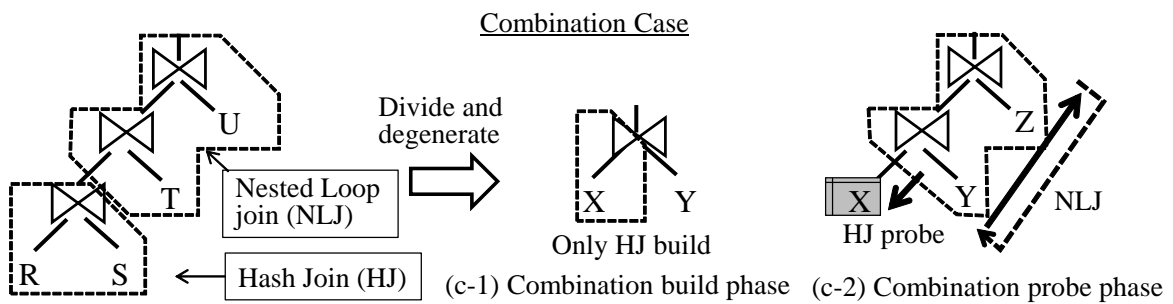 Combination Case
U
T
R
S
Nested Loop
join (NLJ)
Hash Join (HJ)
Divide and
degenerate
X
Y
Only HJ build
(c-1) Combination build phase
Z
X
Y
HJ probe
NLJ
(c-2) Combination probe phase